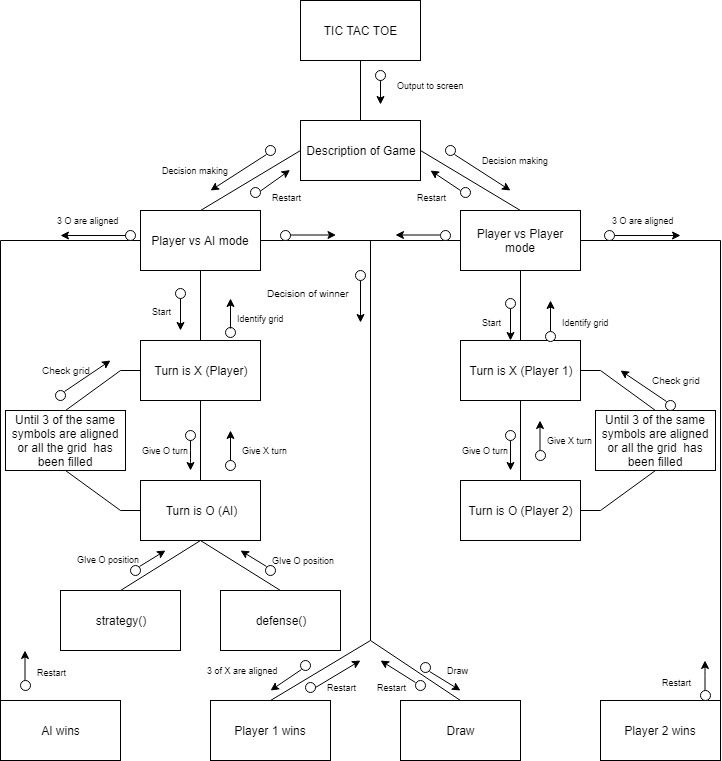 TIC TAC TOE
Output to screen
Description of Game
Decision making
Decision making
Restart
Restart
3 O are aligned
3 O are aligned
Player vs AI mode
Player vs Player
mode
Decision of winner
Start
Identify grid
Start
Identify grid
Check grid
Turn is X (Player)
Turn is X (Player 1)
Check grid
Until 3 of the same
symbols are aligned
or all the grid has
been filled
Give O turn
Give X turn
Give O turn
Give X turn
Until 3 of the same
symbols are aligned
or all the grid has
been filled
Turn is O (AI)
Turn is O (Player 2)
GIve O position
GIve O position
strategy()
defense()
Restart
3 of X are aligned
Restart
Restart
Draw
Restart
AI wins
Player 1 wins
Draw
Player 2 wins